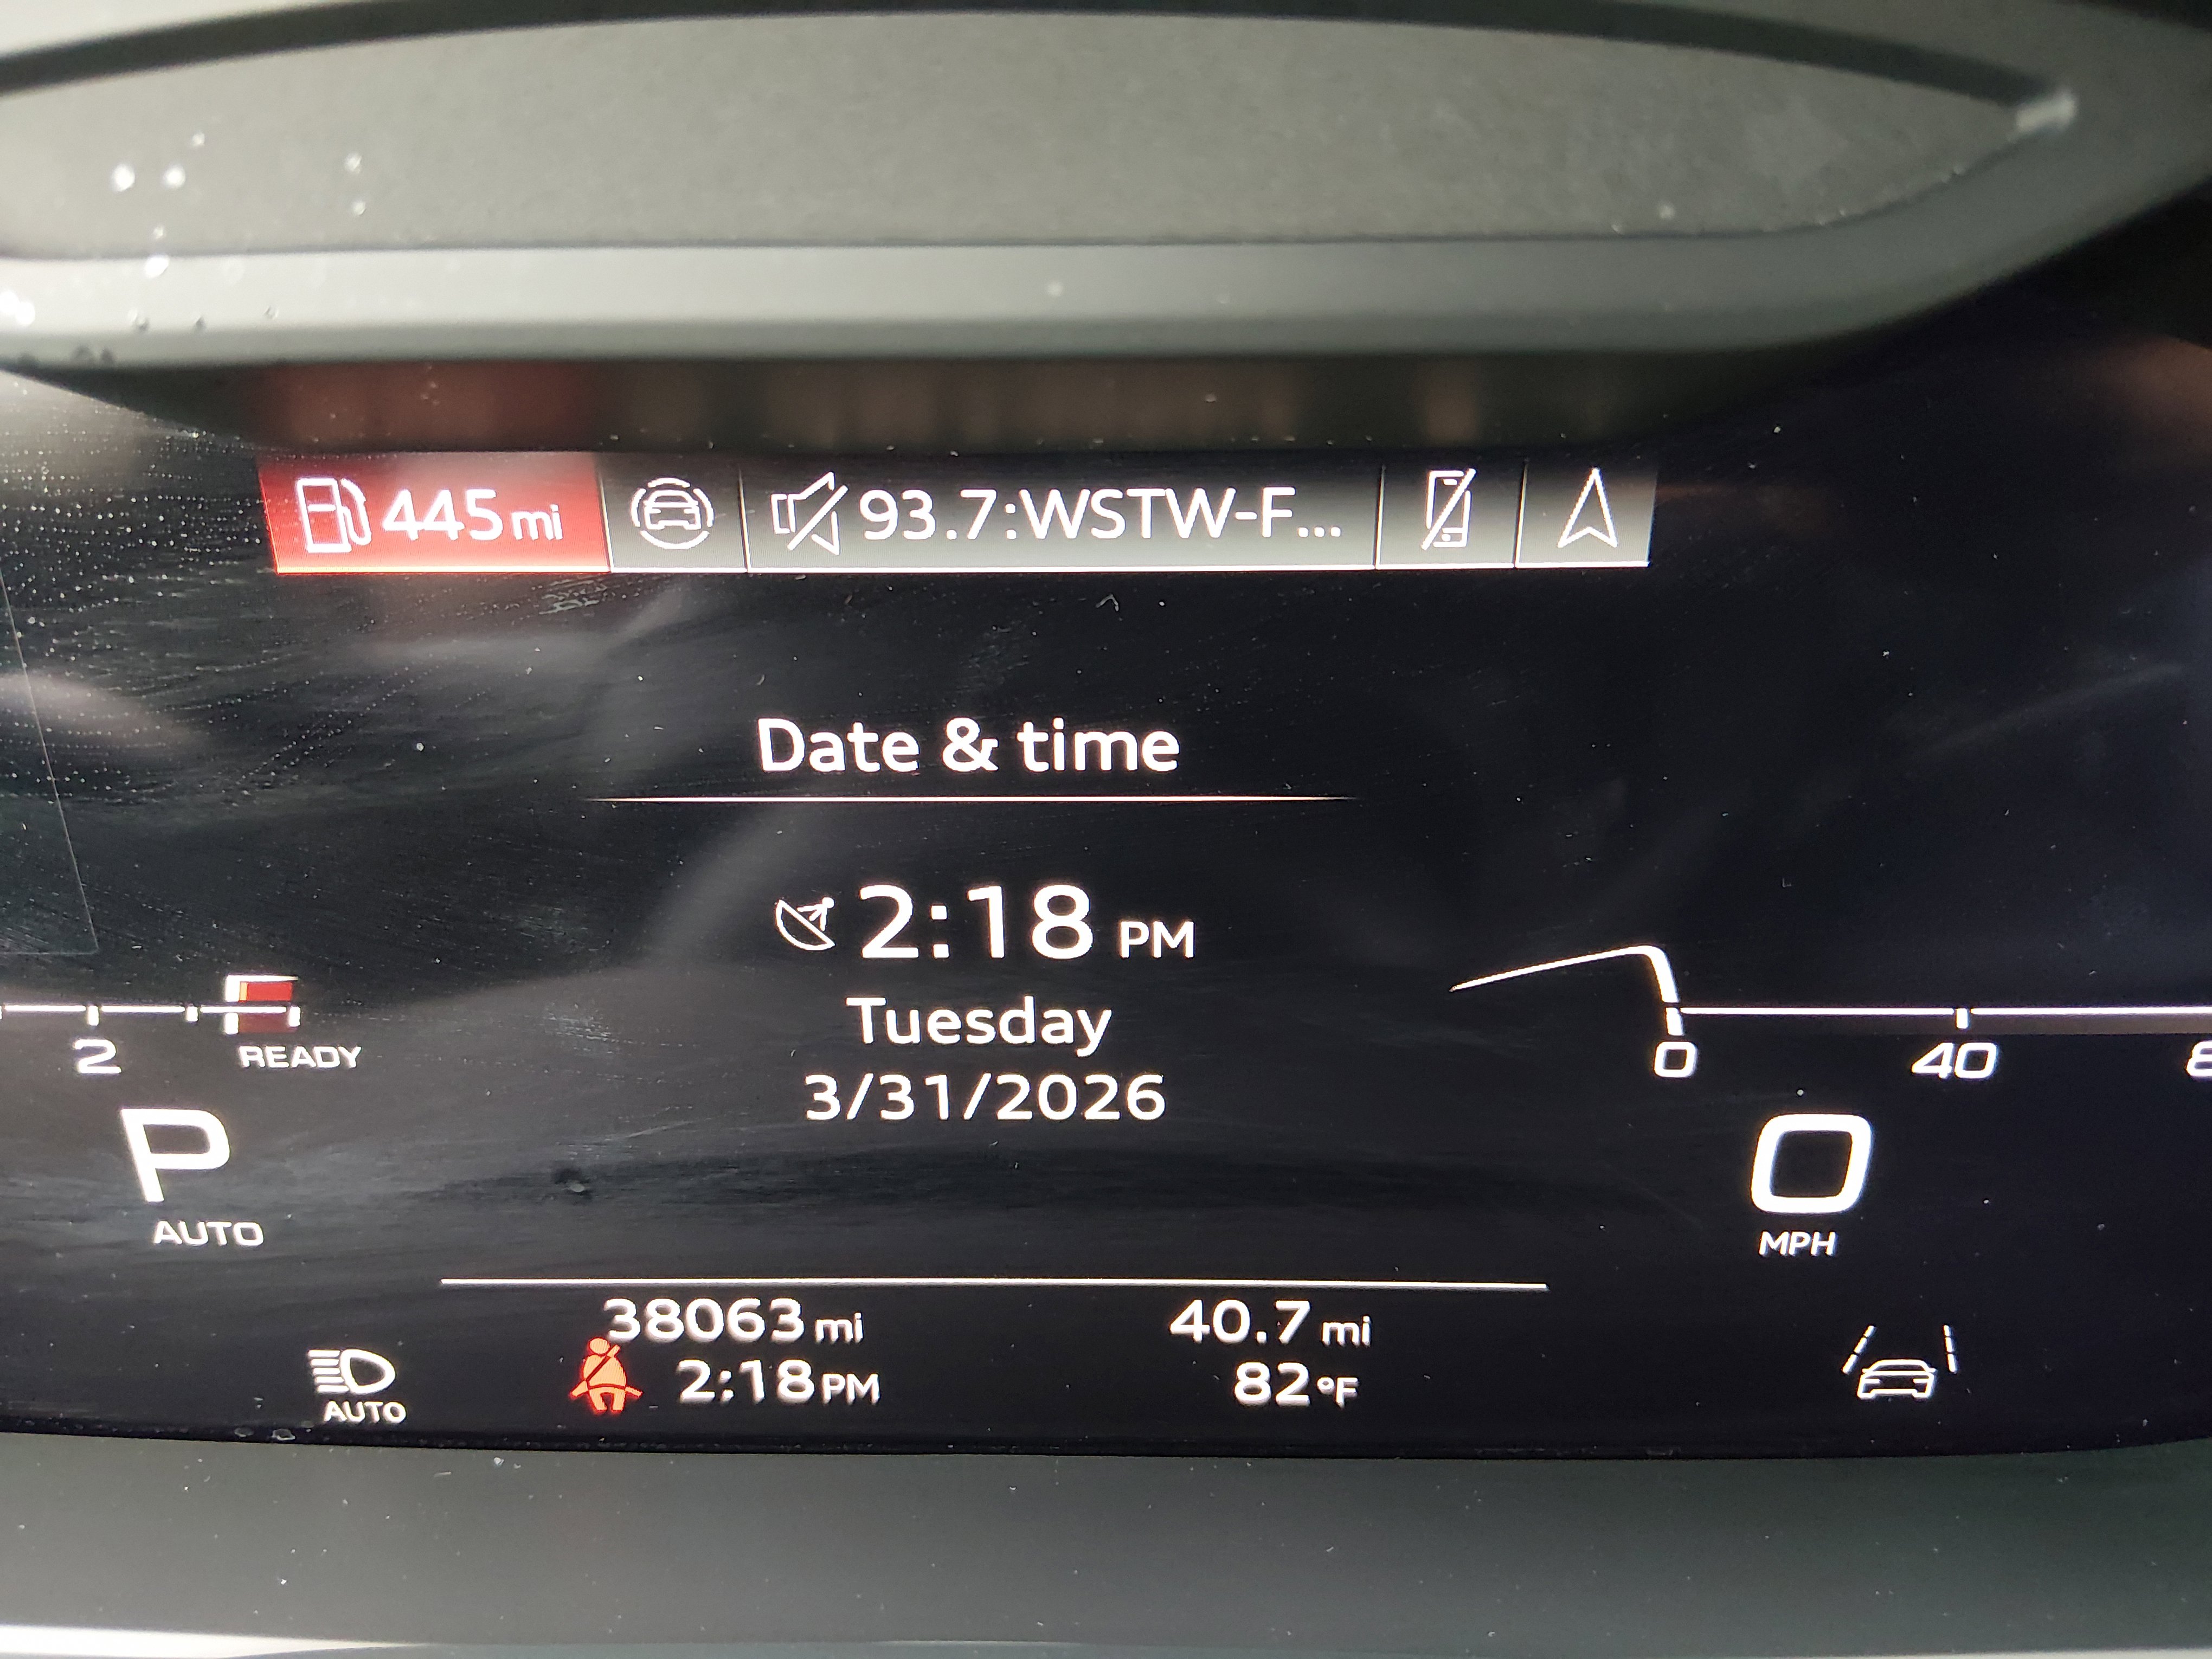 445 mi 93.7:WSTW-F...
Date & time
2:18 PM
Tuesday
3/31/2026
2 READY
0 40
P
AUTO
0
MPH
38063 mi 40.7 mi
2:18 PM 82 °F
AUTO